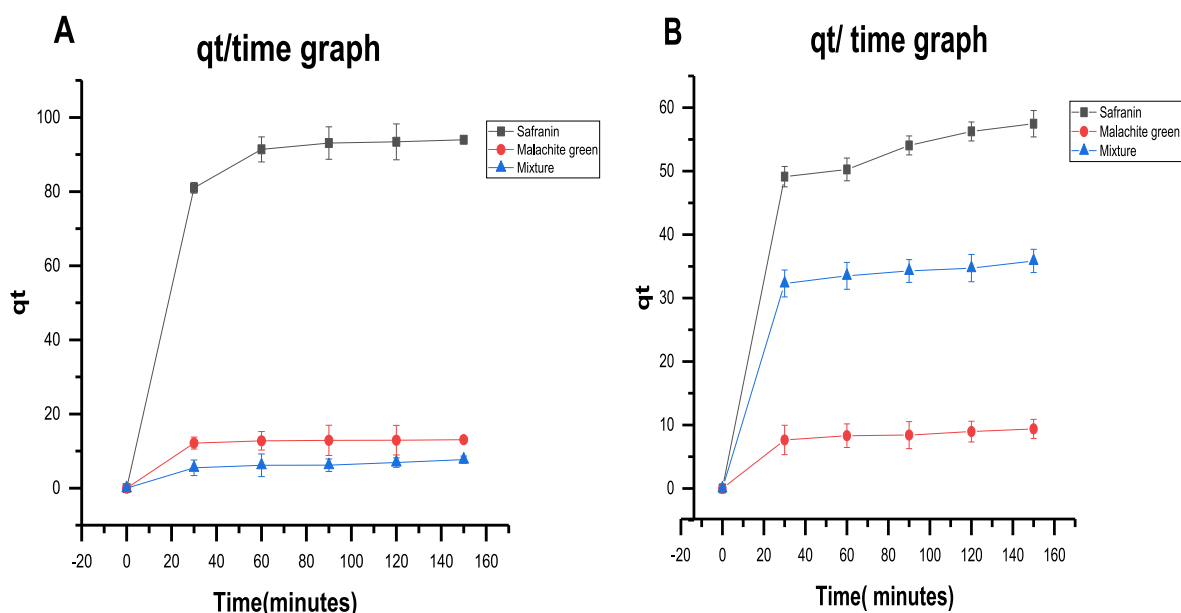 A
qt/time graph
Safranin
Malachite green
Mixture
qt
100
80
60
40
20
0
-20 0 20 40 60 80 100 120 140 160
Time(minutes)
B
qt/ time graph
Safranin
Malachite green
Mixture
qt
60
50
40
30
20
10
0
-20 0 20 40 60 80 100 120 140 160
Time( minutes)